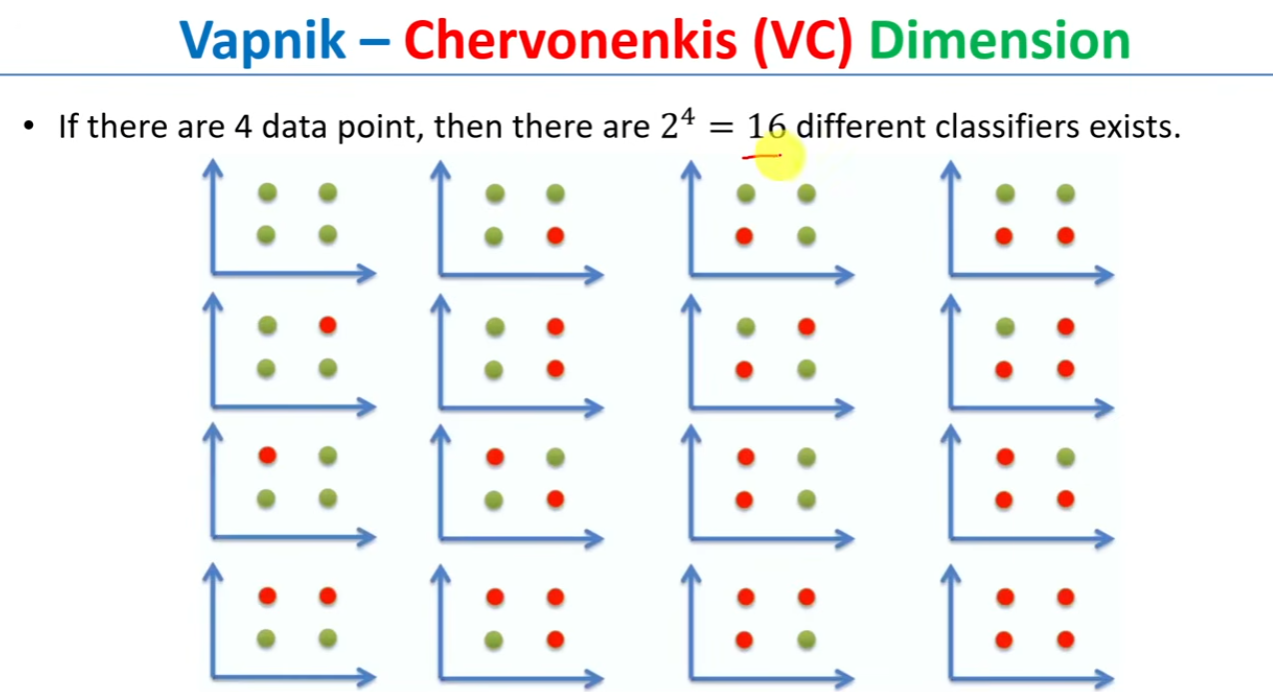 Vapnik – Chervonenkis (VC) Dimension
• If there are 4 data point, then there are 2⁴ = 16 different classifiers exists.